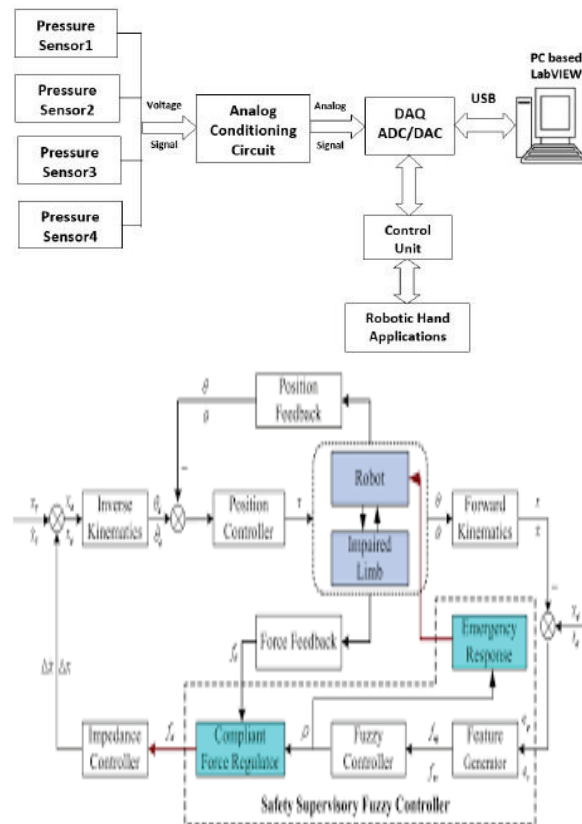 Pressure
Sensor1
Pressure
Sensor2
Pressure
Sensor3
Pressure
Sensor4
Voltage
Signal
Analog
Conditioning
Circuit
Analog
Signal
DAQ
ADC/DAC
USB
PC based
LabVIEW
Control
Unit
Robotic Hand
Applications
Position
Feedback
Robot
Impaired
Limb
Inverse
Kinematics
Position
Controller
τ
Forward
Kinematics
Force Feedback
Emergency
Response
Δx Δẋ
Impedance
Controller
Compliant
Force Regulator
ρ
Fuzzy
Controller
Feature
Generator
Safety Supervisory Fuzzy Controller